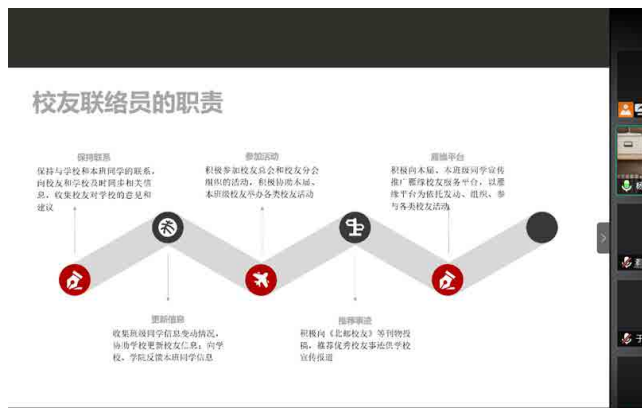 校友联络员的职责
保持联系
保持与学校和本班同学的联系,
向校友和学校及时同步相关信
息,收集校友对学校的意见和
建议
参加活动
积极参加校友总会和校友分会
组织的活动,积极协助本届、
本班级校友举办各类校友活动
雁缘平台
积极向本届、本班级同学宣传
推广雁缘校友服务平台,以雁
缘平台为依托发动、组织、参
与各类校友活动
更新信息
收集班级同学信息变动情况,
协助学校更新校友信息;向学
校、学院反馈本班同学信息
推荐事迹
积极向《北邮校友》等刊物投
稿,推荐优秀校友事迹供学校
宣传报道
于